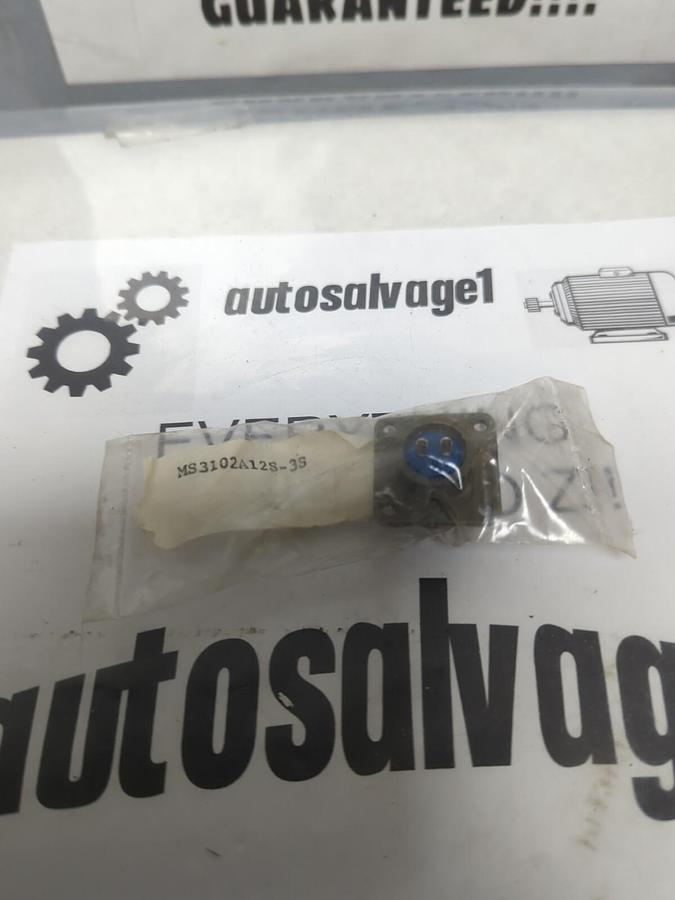 GUARANTEED!!!!
autosalvage1
MS3102A12S-3S
Z!
autosalvag